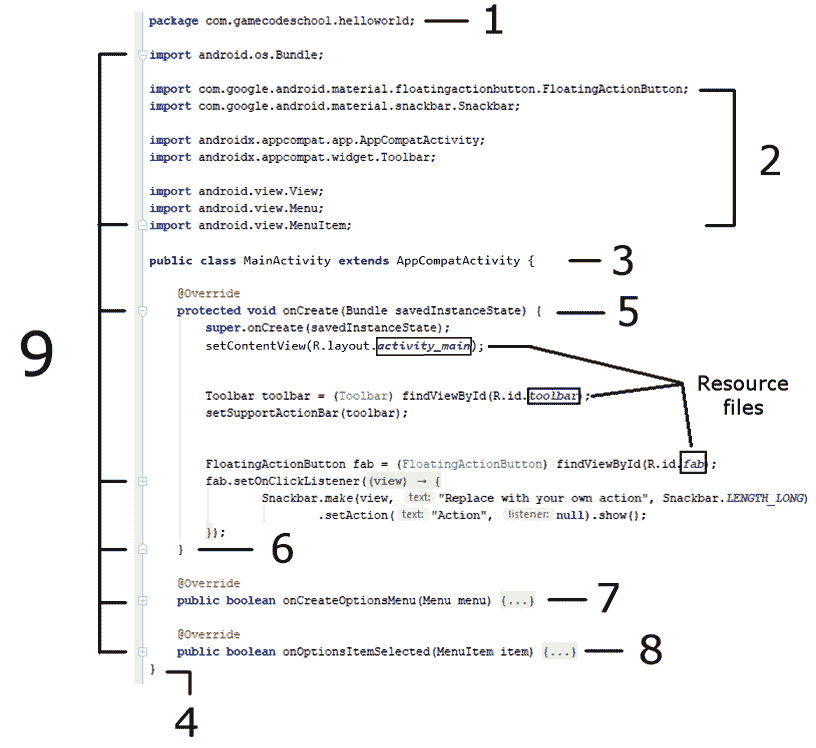 package com.gamecodeschool.helloworld; 1
import android.os.Bundle;
import com.google.android.material.floatingactionbutton.FloatingActionButton;
import com.google.android.material.snackbar.Snackbar;
import androidx.appcompat.app.AppCompatActivity;
import androidx.appcompat.widget.Toolbar;
2
import android.view.View;
import android.view.Menu;
import android.view.MenuItem;
public class MainActivity extends AppCompatActivity { 3
@Override
protected void onCreate(Bundle savedInstanceState) { 5
super.onCreate(savedInstanceState);
setContentView(R.layout.activity_main);
9
Resource
files
Toolbar toolbar = (Toolbar) findViewById(R.id.toolbar);
setSupportActionBar(toolbar);
FloatingActionButton fab = (FloatingActionButton) findViewById(R.id.fab);
fab.setOnClickListener((view) → {
Snackbar.make(view, text: "Replace with your own action", Snackbar.LENGTH_LONG)
.setAction( text: "Action", listener: null).show();
});
} 6
@Override
public boolean onCreateOptionsMenu(Menu menu) {...} 7
@Override
public boolean onOptionsItemSelected(MenuItem item) {...} 8
}
4